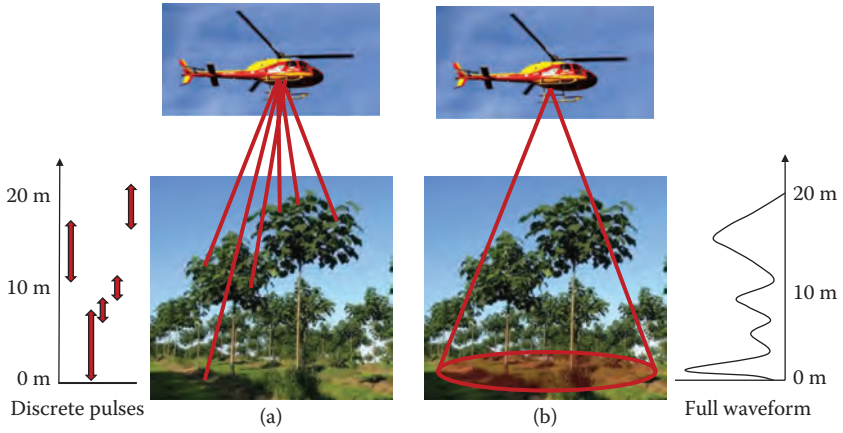 20 m
10 m
0 m
Discrete pulses
(a)
(b)
20 m
10 m
0 m
Full waveform